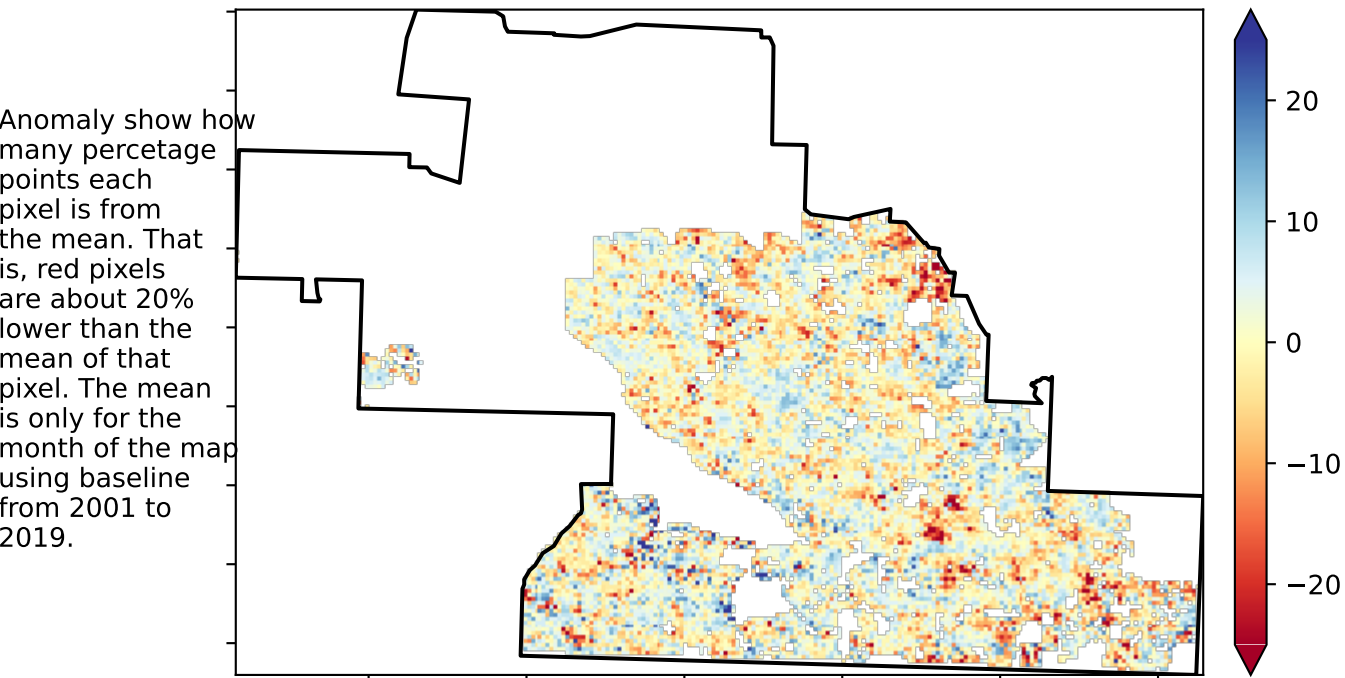 Anomaly show how
many percetage
points each
pixel is from
the mean. That
is, red pixels
are about 20%
lower than the
mean of that
pixel. The mean
is only for the
month of the map
using baseline
from 2001 to
2019.
20
10
0
−10
−20